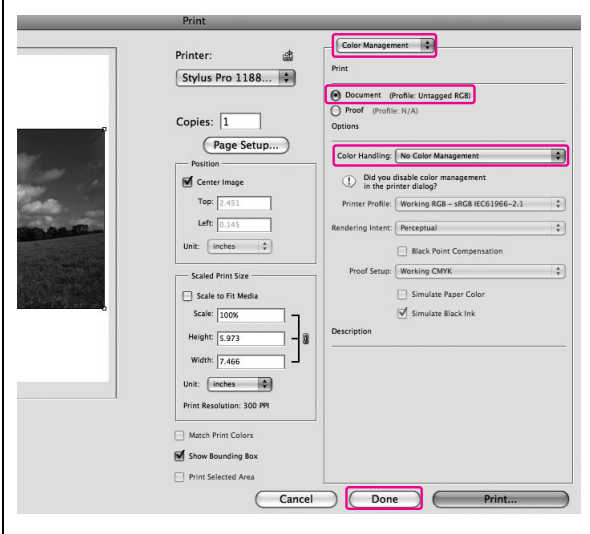 Print
Printer:
Stylus Pro 1188...
Copies: 1
Page Setup...
Position
Center Image
Top: 2.451
Left: 0.145
Unit: inches
Scaled Print Size
Scale to Fit Media
Scale: 100%
Height: 5.973
Width: 7.466
Unit: inches
Print Resolution: 300 PPI
Match Print Colors
Show Bounding Box
Print Selected Area
Color Management
Print
Document (Profile: Untagged RGB)
Proof (Profile: N/A)
Options
Color Handling: No Color Management
Did you disable color management
in the printer dialog?
Printer Profile: Working RGB - sRGB IEC61966-2.1
Rendering Intent: Perceptual
Black Point Compensation
Proof Setup: Working CMYK
Simulate Paper Color
Simulate Black Ink
Description
Cancel
Done
Print...